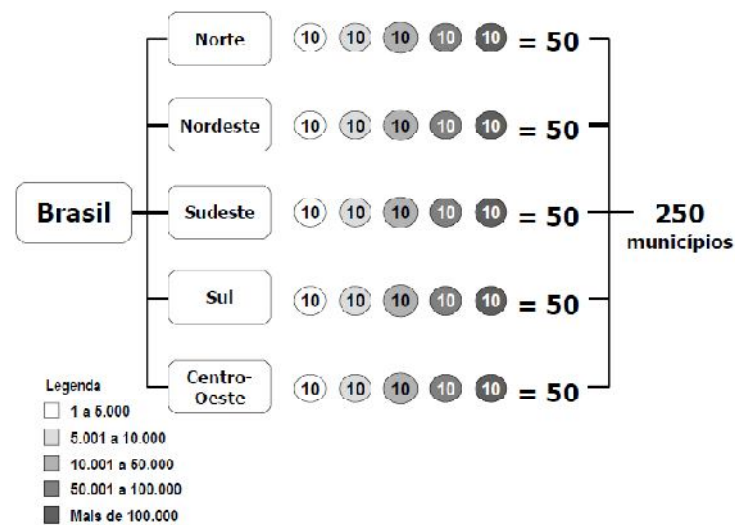 Norte 10 10 10 10 10 = 50
Nordeste 10 10 10 10 10 = 50
Brasil Sudeste 10 10 10 10 10 = 50 250
municípios
Sul 10 10 10 10 10 = 50
Centro-
Oeste 10 10 10 10 10 = 50
Legenda
1 a 5.000
5.001 a 10.000
10.001 a 50.000
50.001 a 100.000
Mais de 100.000